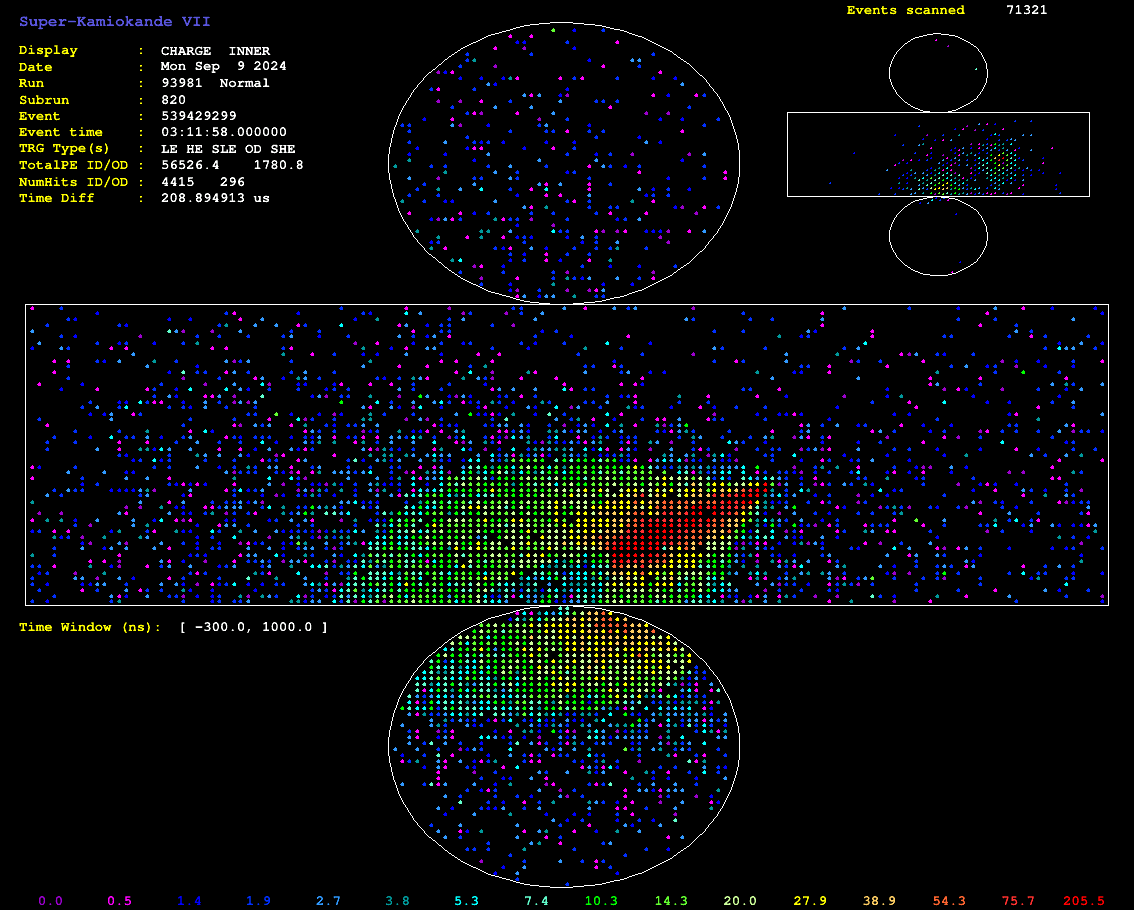 Super-Kamiokande VII
Events scanned 71321
Display : CHARGE INNER
Date : Mon Sep 9 2024
Run : 93981 Normal
Subrun : 820
Event : 539429299
Event time : 03:11:58.000000
TRG Type(s) : LE HE SLE OD SHE
TotalPE ID/OD : 56526.4 1780.8
NumHits ID/OD : 4415 296
Time Diff : 208.894913 us
Time Window (ns): [ -300.0, 1000.0 ]
0.0 0.5 1.4 1.9 2.7 3.8 5.3 7.4 10.3 14.3 20.0 27.9 38.9 54.3 75.7 205.5